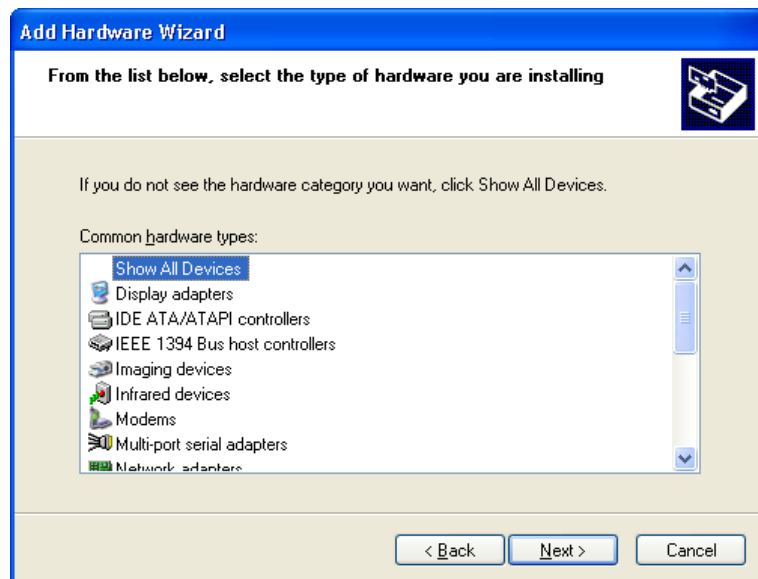 Add Hardware Wizard
From the list below, select the type of hardware you are installing
If you do not see the hardware category you want, click Show All Devices.
Common hardware types:
Show All Devices
Display adapters
IDE ATA/ATAPI controllers
IEEE 1394 Bus host controllers
Imaging devices
Infrared devices
Modems
Multi-port serial adapters
Network adapters
< Back Next > Cancel